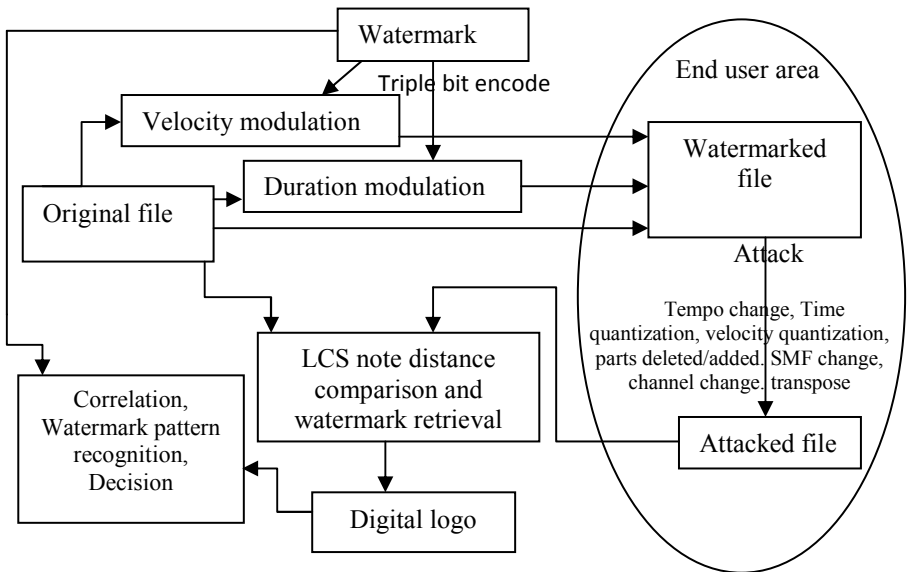 Watermark
Triple bit encode
End user area
Velocity modulation
Watermarked
file
Duration modulation
Original file
Attack
Tempo change, Time
quantization, velocity quantization,
parts deleted/added. SMF change,
channel change. transpose
LCS note distance
comparison and
watermark retrieval
Correlation,
Watermark pattern
recognition,
Decision
Attacked file
Digital logo